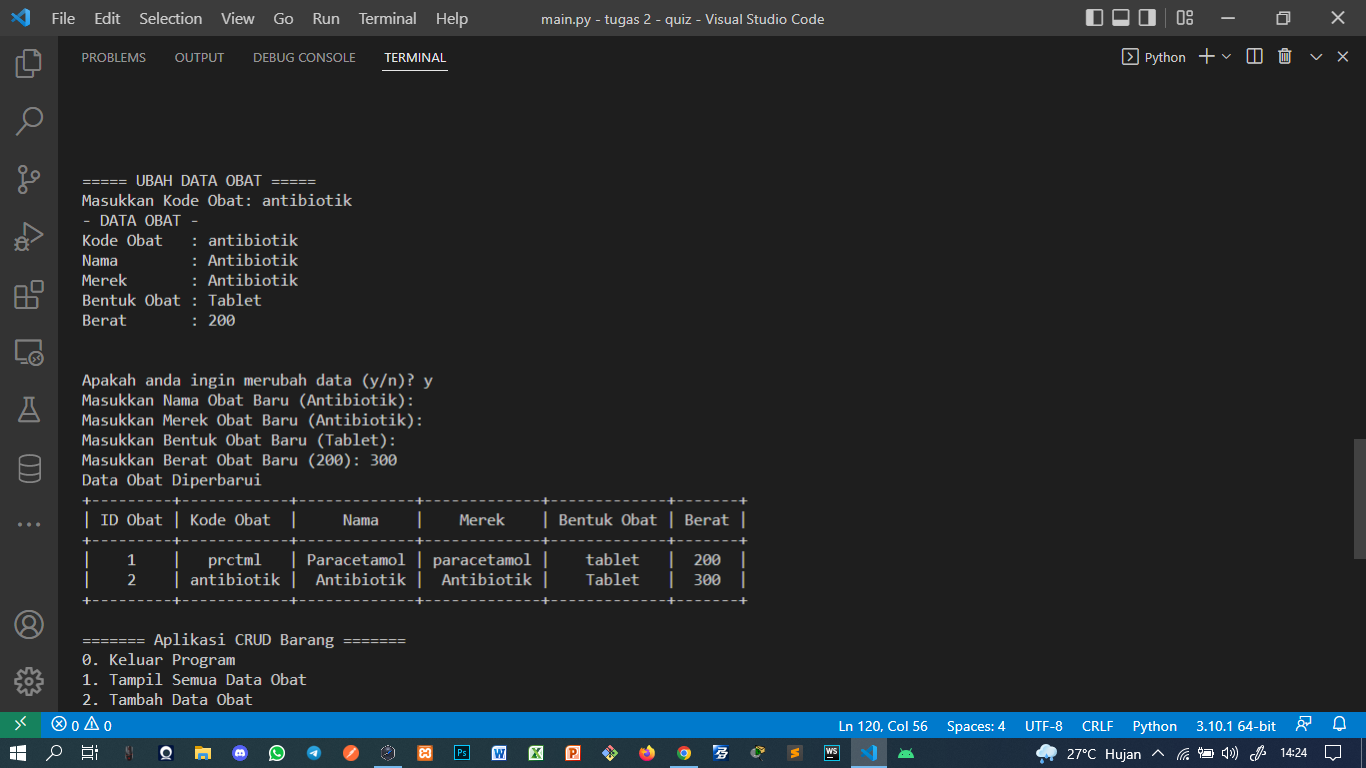 File Edit Selection View Go Run Terminal Help main.py - tugas 2 - quiz - Visual Studio Code
PROBLEMS OUTPUT DEBUG CONSOLE TERMINAL Python
===== UBAH DATA OBAT =====
Masukkan Kode Obat: antibiotik
- DATA OBAT -
Kode Obat   : antibiotik
Nama        : Antibiotik
Merek       : Antibiotik
Bentuk Obat : Tablet
Berat       : 200
Apakah anda ingin merubah data (y/n)? y
Masukkan Nama Obat Baru (Antibiotik):
Masukkan Merek Obat Baru (Antibiotik):
Masukkan Bentuk Obat Baru (Tablet):
Masukkan Berat Obat Baru (200): 300
Data Obat Diperbarui
+---------+------------+-------------+-------------+-------------+-------+
| ID Obat | Kode Obat  |     Nama    |    Merek    | Bentuk Obat | Berat |
+---------+------------+-------------+-------------+-------------+-------+
|    1    |   prctml   | Paracetamol | paracetamol |    tablet   |  200  |
|    2    | antibiotik |  Antibiotik |  Antibiotik |    Tablet   |  300  |
+---------+------------+-------------+-------------+-------------+-------+
======= Aplikasi CRUD Barang =======
0. Keluar Program
1. Tampil Semua Data Obat
2. Tambah Data Obat
0 0 Ln 120, Col 56 Spaces: 4 UTF-8 CRLF Python 3.10.1 64-bit
27°C Hujan 14:24